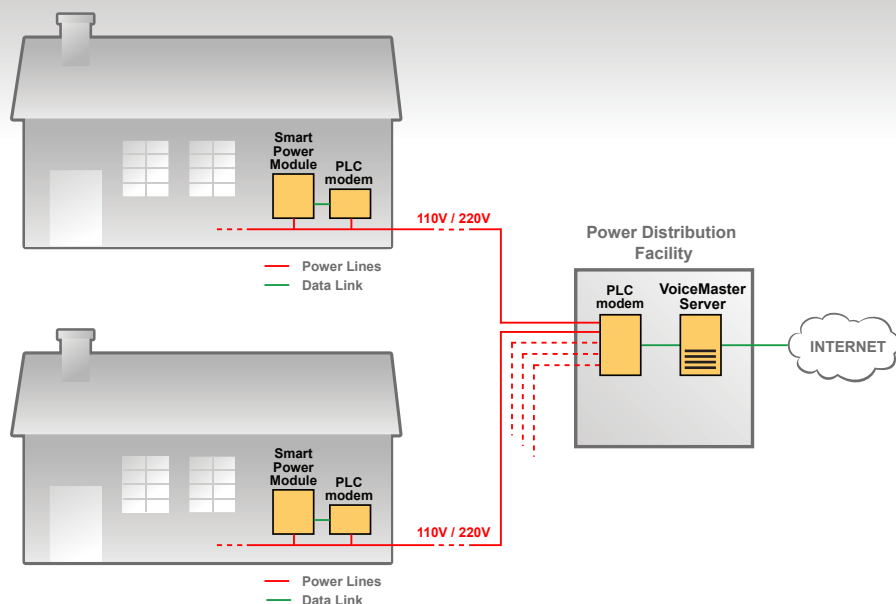 Smart
Power
Module
PLC
modem
110V / 220V
Power Lines
Data Link
Power Distribution
Facility
PLC
modem
VoiceMaster
Server
INTERNET
Smart
Power
Module
PLC
modem
110V / 220V
Power Lines
Data Link